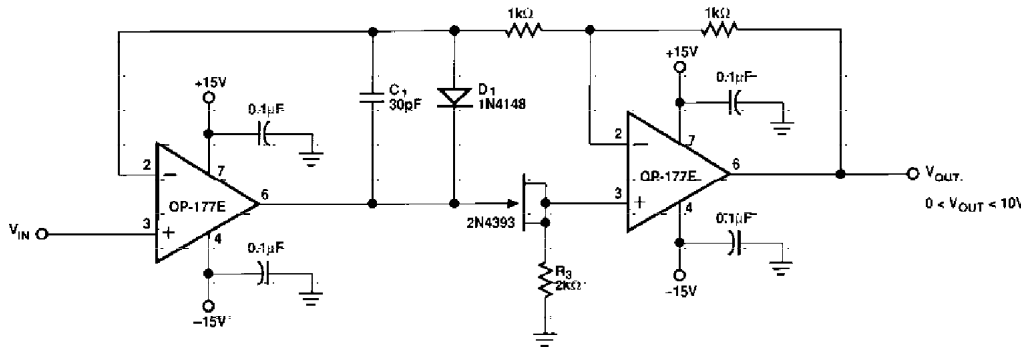 1kΩ
1kΩ
+15V
0.1μF
C1
30pF
D1
1N4148
+15V
0.1μF
2
7
OP-177E
6
3
4
VIN
0.1μF
−15V
2N4393
2
7
OP-177E
6
3
4
VOUT
0 < VOUT < 10V
0.1μF
R3
2kΩ
−15V